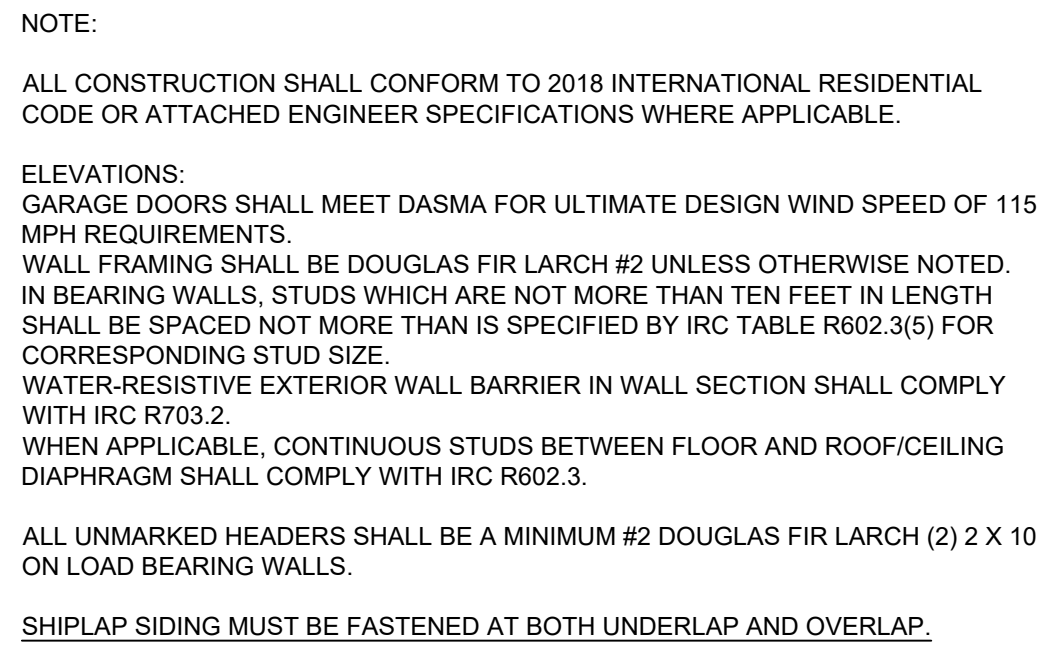 NOTE:
ALL CONSTRUCTION SHALL CONFORM TO 2018 INTERNATIONAL RESIDENTIAL
CODE OR ATTACHED ENGINEER SPECIFICATIONS WHERE APPLICABLE.
ELEVATIONS:
GARAGE DOORS SHALL MEET DASMA FOR ULTIMATE DESIGN WIND SPEED OF 115
MPH REQUIREMENTS.
WALL FRAMING SHALL BE DOUGLAS FIR LARCH #2 UNLESS OTHERWISE NOTED.
IN BEARING WALLS, STUDS WHICH ARE NOT MORE THAN TEN FEET IN LENGTH
SHALL BE SPACED NOT MORE THAN IS SPECIFIED BY IRC TABLE R602.3(5) FOR
CORRESPONDING STUD SIZE.
WATER-RESISTIVE EXTERIOR WALL BARRIER IN WALL SECTION SHALL COMPLY
WITH IRC R703.2.
WHEN APPLICABLE, CONTINUOUS STUDS BETWEEN FLOOR AND ROOF/CEILING
DIAPHRAGM SHALL COMPLY WITH IRC R602.3.
ALL UNMARKED HEADERS SHALL BE A MINIMUM #2 DOUGLAS FIR LARCH (2) 2 X 10
ON LOAD BEARING WALLS.
SHIPLAP SIDING MUST BE FASTENED AT BOTH UNDERLAP AND OVERLAP.